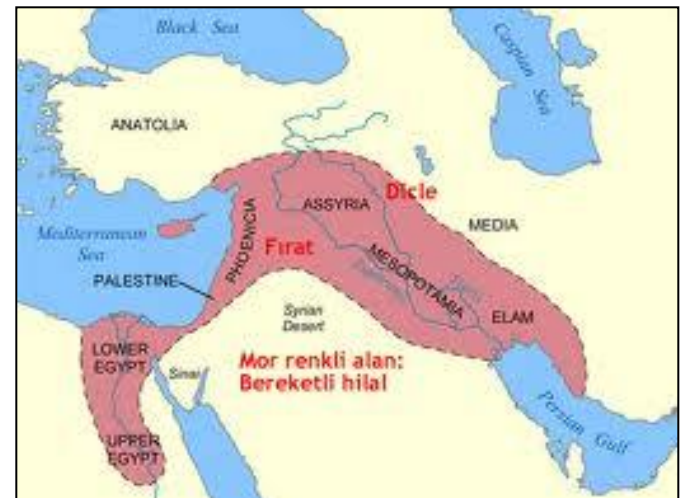 Black Sea
Caspian Sea
ANATOLIA
Dicle
ASSYRIA
MEDIA
PHOENICIA
Mediterranean
Sea
Fırat
MESOPOTAMIA
PALESTINE
ELAM
Syrian
Desert
LOWER
EGYPT
Sinai
Mor renkli alan:
Bereketli hilal
Persian Gulf
UPPER
EGYPT